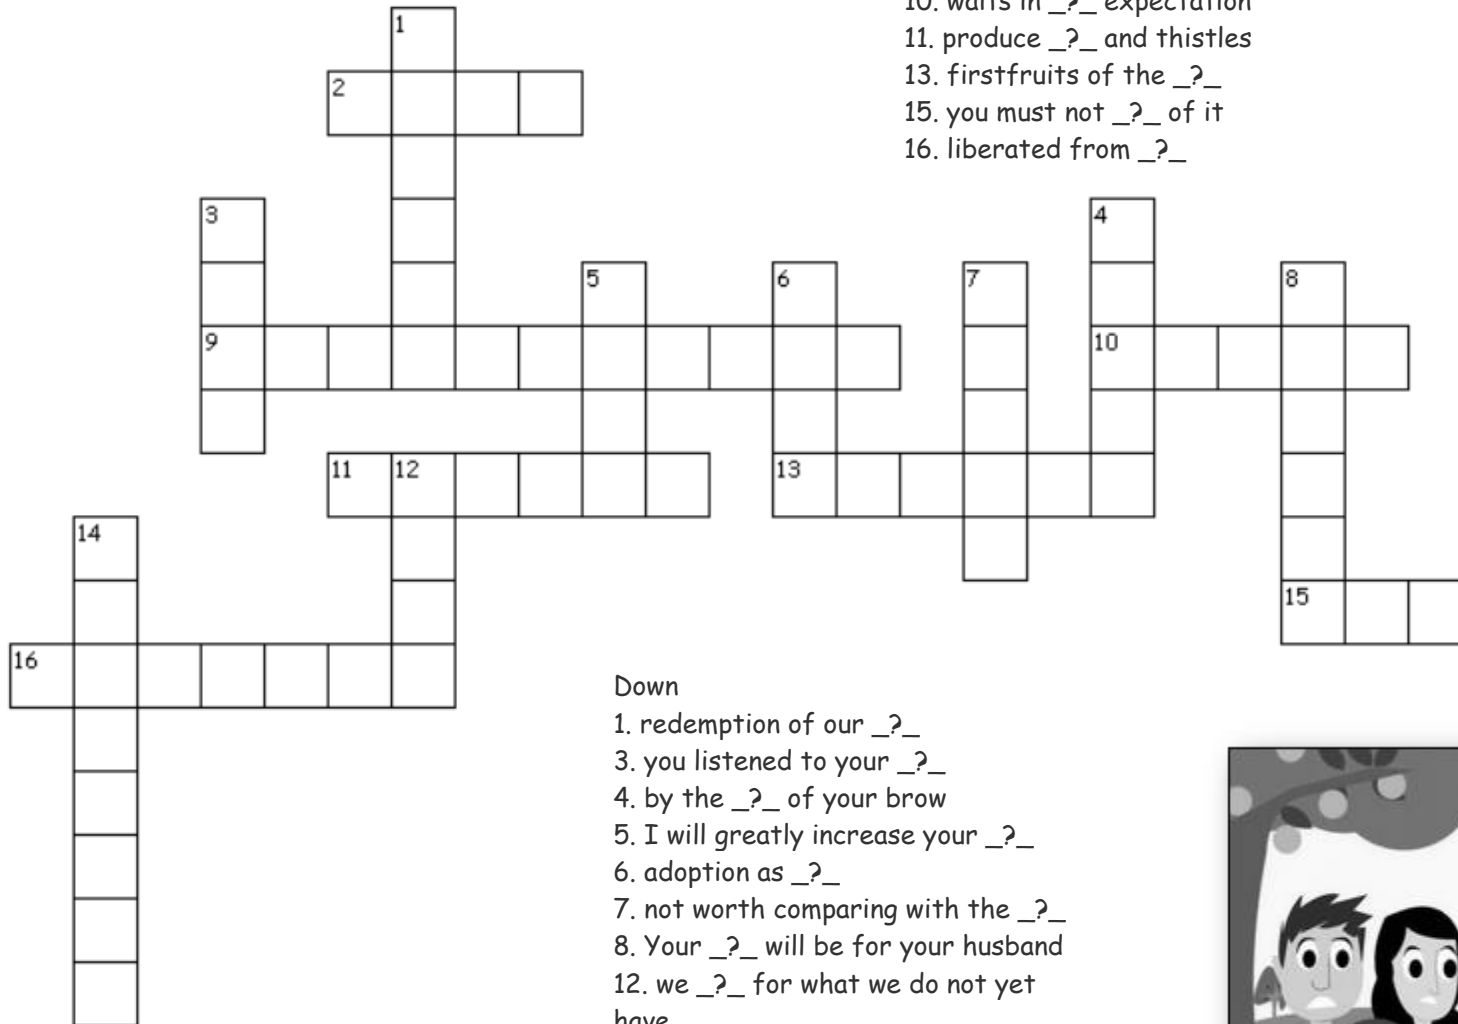 10. waits in _?_ expectation
11. produce _?_ and thistles
13. firstfruits of the _?_
15. you must not _?_ of it
16. liberated from _?_
1
2
3
4
5
6
7
8
9
10
11
12
13
14
15
16
Down
1. redemption of our _?_
3. you listened to your _?_
4. by the _?_ of your brow
5. I will greatly increase your _?_
6. adoption as _?_
7. not worth comparing with the _?_
8. Your _?_ will be for your husband
12. we _?_ for what we do not yet
have